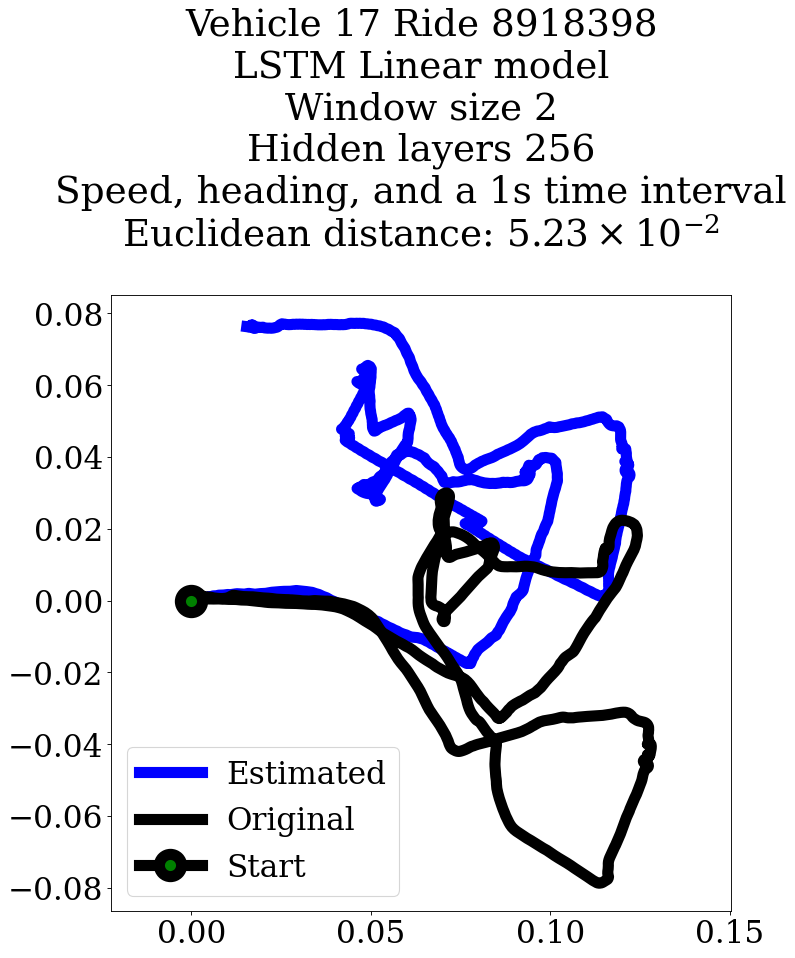 Vehicle 17 Ride 8918398
LSTM Linear model
Window size 2
Hidden layers 256
Speed, heading, and a 1s time interval
Euclidean distance: 5.23 × 10⁻²
0.08
0.06
0.04
0.02
0.00
−0.02
−0.04
−0.06
−0.08
Estimated
Original
Start
0.00 0.05 0.10 0.15